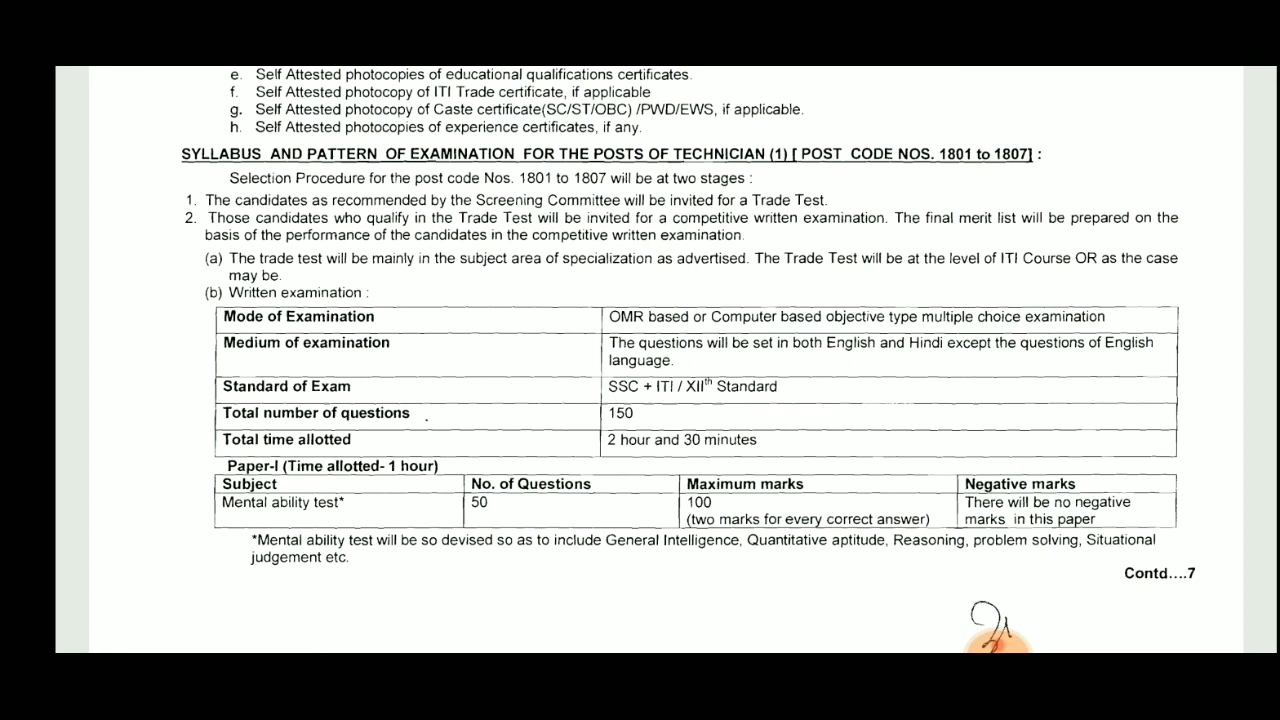 e. Self Attested photocopies of educational qualifications certificates.
f. Self Attested photocopy of ITI Trade certificate, if applicable
g. Self Attested photocopy of Caste certificate(SC/ST/OBC) /PWD/EWS, if applicable.
h. Self Attested photocopies of experience certificates, if any.
SYLLABUS AND PATTERN OF EXAMINATION FOR THE POSTS OF TECHNICIAN (1) [ POST CODE NOS. 1801 to 1807] :
Selection Procedure for the post code Nos. 1801 to 1807 will be at two stages :
1. The candidates as recommended by the Screening Committee will be invited for a Trade Test.
2. Those candidates who qualify in the Trade Test will be invited for a competitive written examination. The final merit list will be prepared on the
basis of the performance of the candidates in the competitive written examination.
(a) The trade test will be mainly in the subject area of specialization as advertised. The Trade Test will be at the level of ITI Course OR as the case
may be.
(b) Written examination :
Mode of Examination OMR based or Computer based objective type multiple choice examination
Medium of examination The questions will be set in both English and Hindi except the questions of English
language.
Standard of Exam SSC + ITI / XIIth Standard
Total number of questions 150
Total time allotted 2 hour and 30 minutes
Paper-I (Time allotted- 1 hour)
Subject No. of Questions Maximum marks Negative marks
Mental ability test* 50 100 There will be no negative
(two marks for every correct answer) marks in this paper
*Mental ability test will be so devised so as to include General Intelligence, Quantitative aptitude, Reasoning, problem solving, Situational
judgement etc.
Contd....7